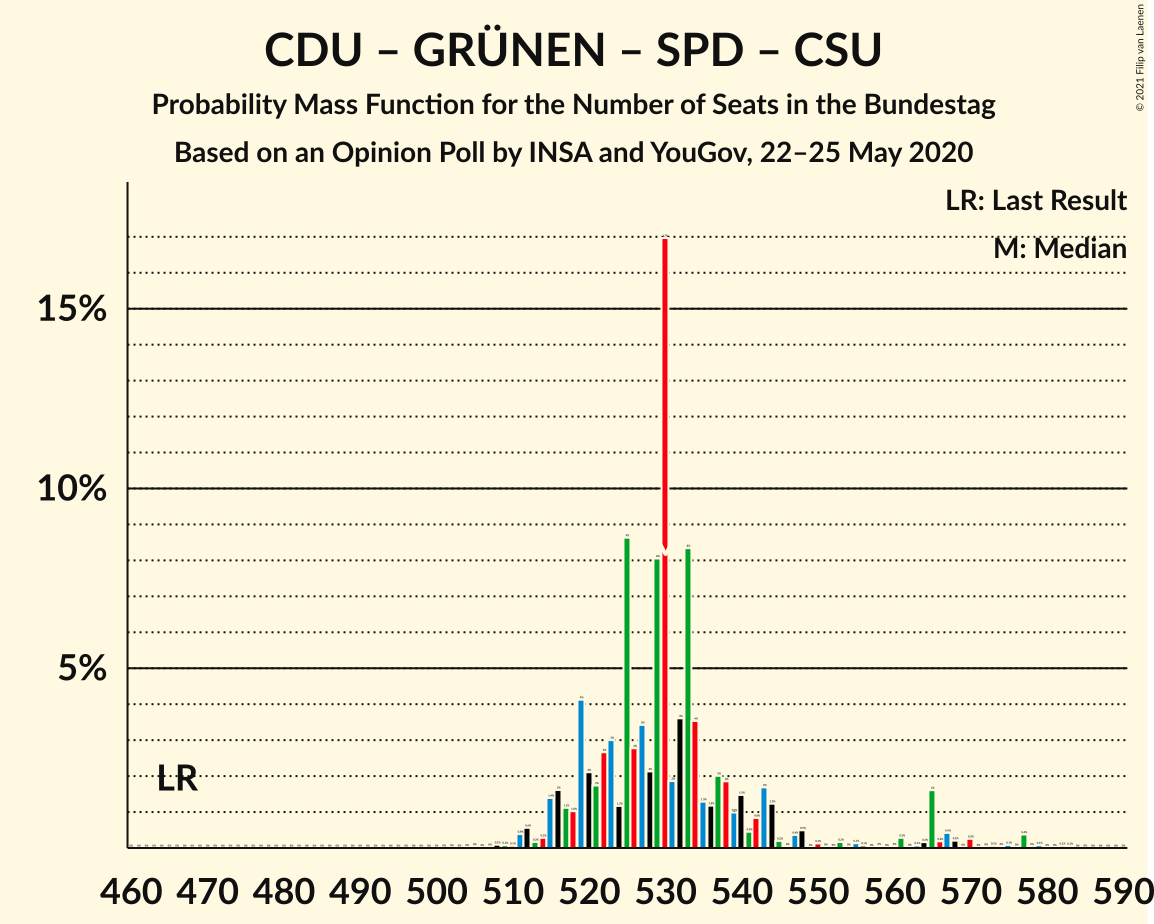 CDU – GRÜNEN – SPD – CSU
Probability Mass Function for the Number of Seats in the Bundestag
Based on an Opinion Poll by INSA and YouGov, 22–25 May 2020
© 2021 Filip van Laenen
LR: Last Result
M: Median
15%
10%
5%
LR
460 470 480 490 500 510 520 530 540 550 560 570 580 590